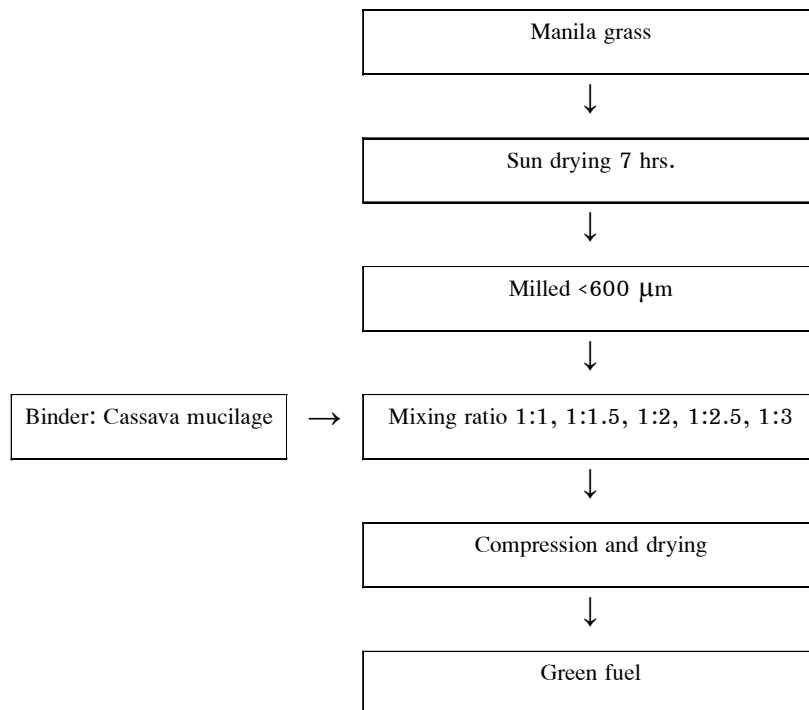 Manila grass
↓
Sun drying 7 hrs.
↓
Milled <600 μm
↓
Binder: Cassava mucilage → Mixing ratio 1:1, 1:1.5, 1:2, 1:2.5, 1:3
↓
Compression and drying
↓
Green fuel